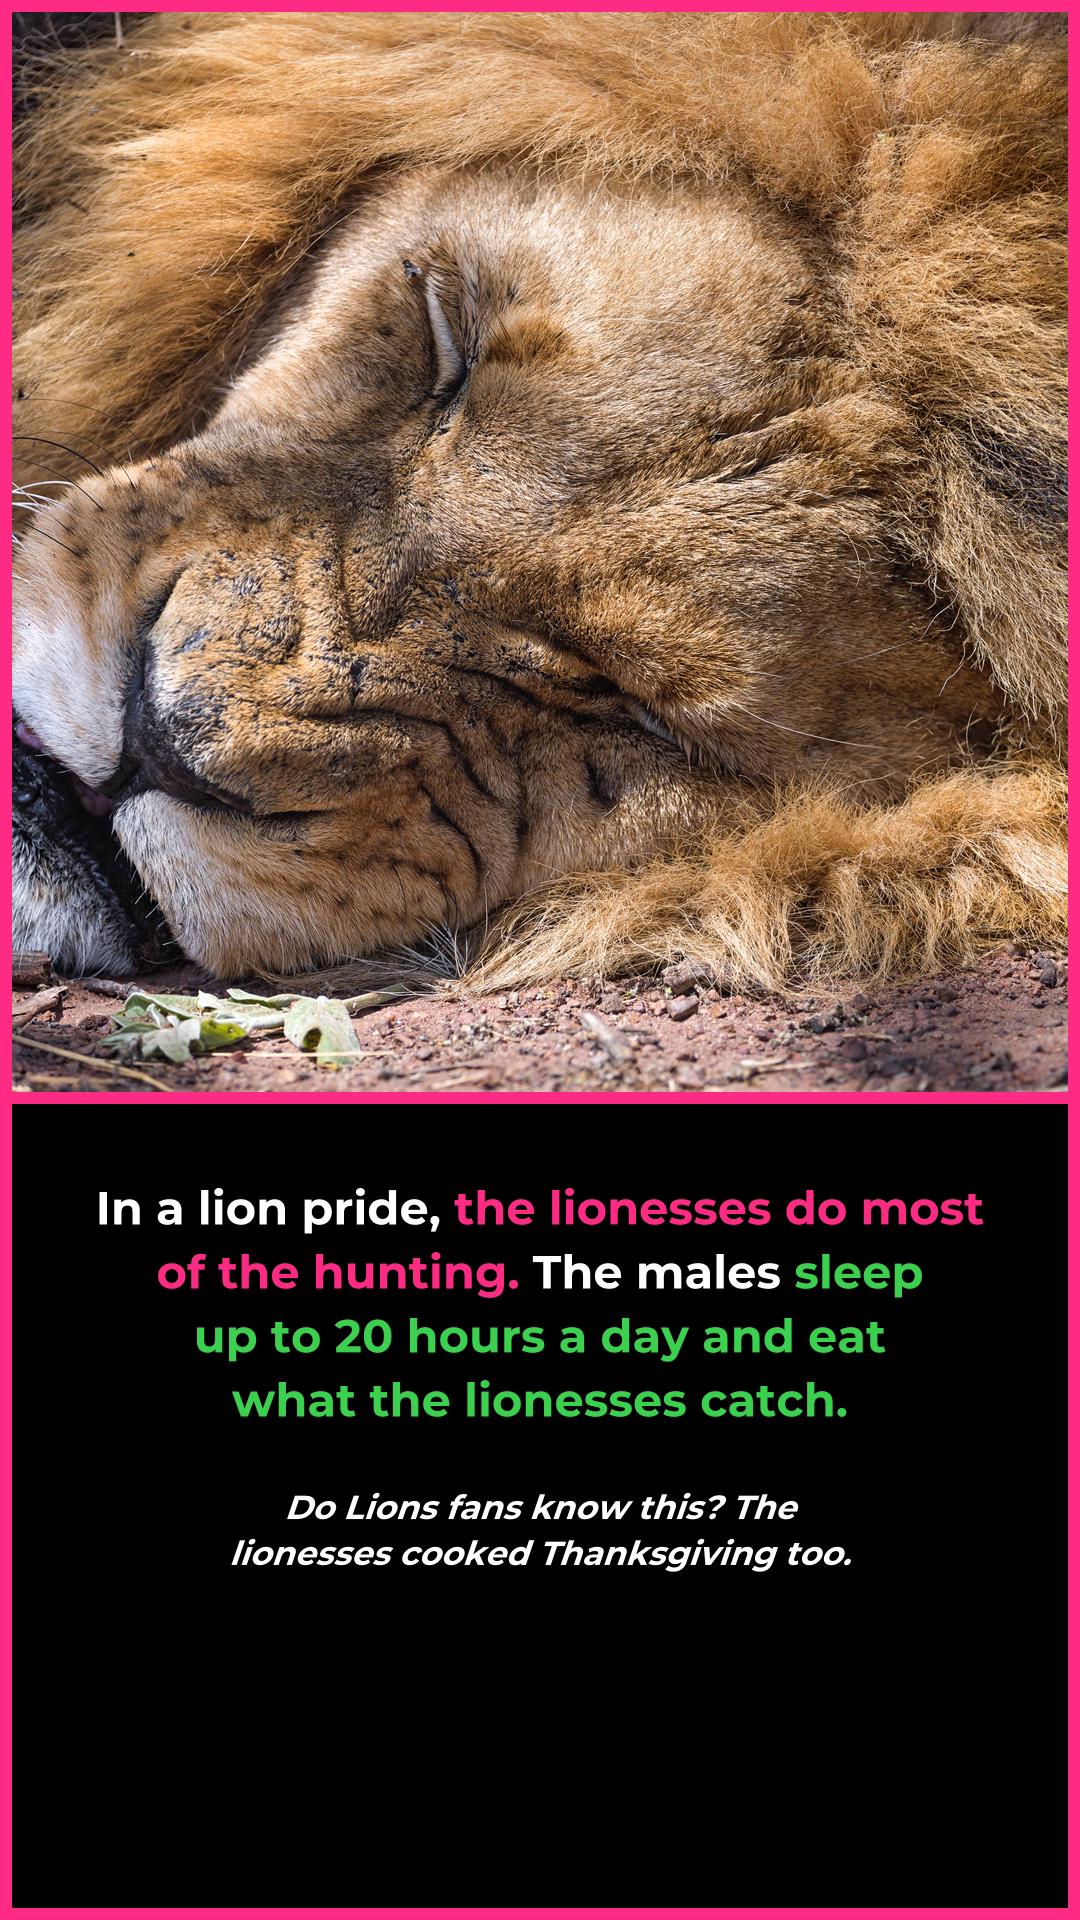 In a lion pride, the lionesses do most
of the hunting. The males sleep
up to 20 hours a day and eat
what the lionesses catch.
Do Lions fans know this? The
lionesses cooked Thanksgiving too.